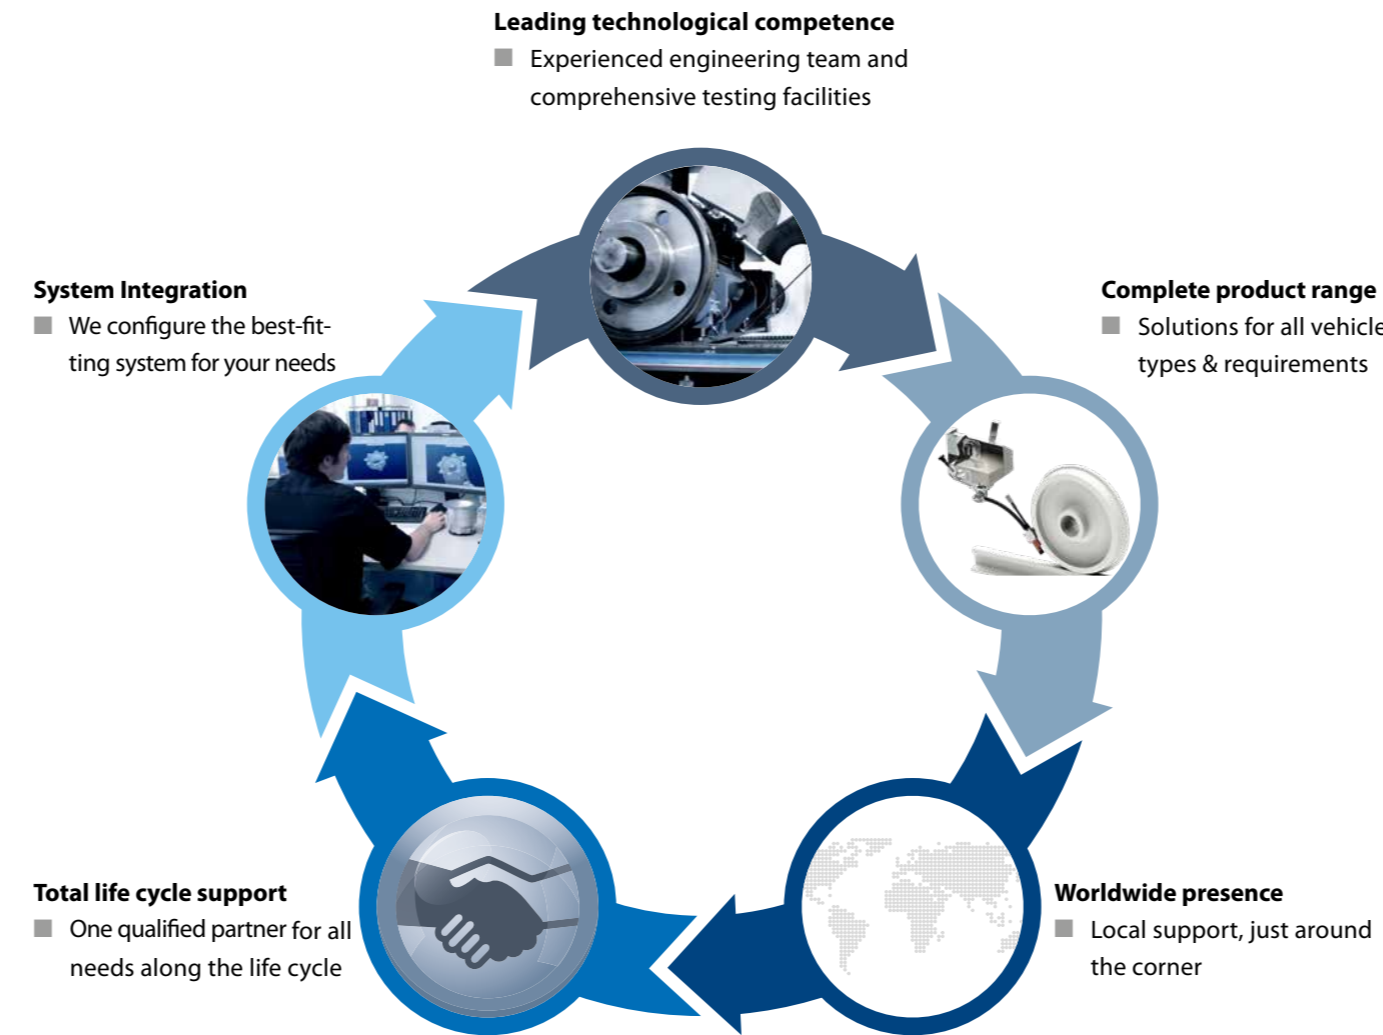 Leading technological competence
Experienced engineering team and
comprehensive testing facilities
System Integration
We configure the best-fit-
ting system for your needs
Complete product range
Solutions for all vehicle
types & requirements
Total life cycle support
One qualified partner for all
needs along the life cycle
Worldwide presence
Local support, just around
the corner